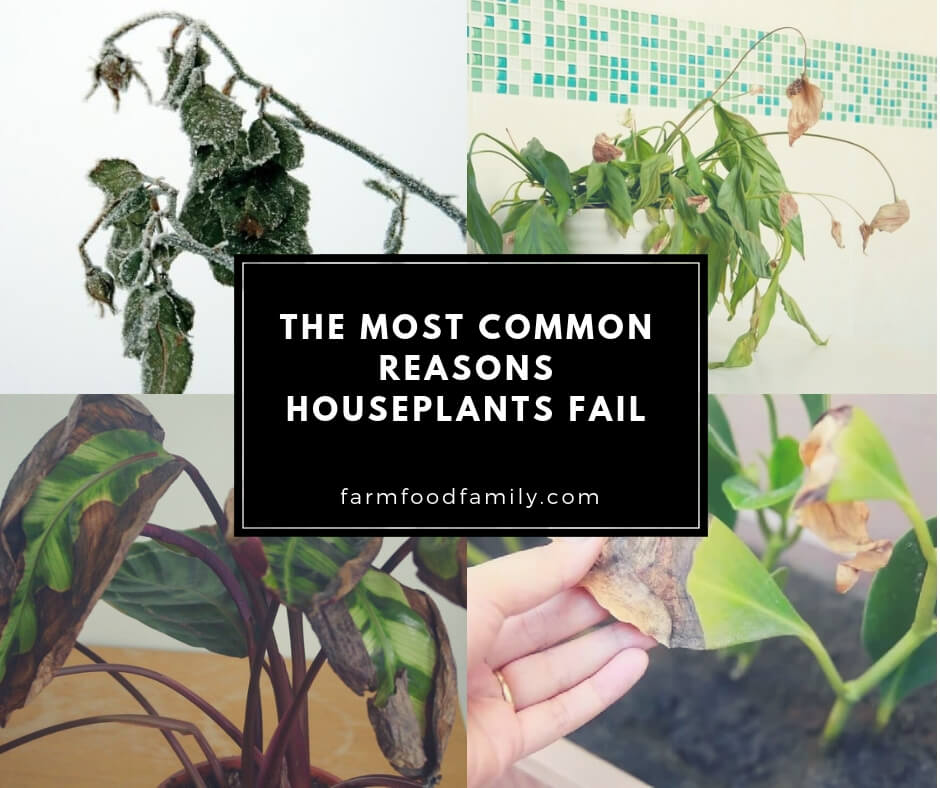 THE MOST COMMON
REASONS
HOUSEPLANTS FAIL
farmfoodfamily.com